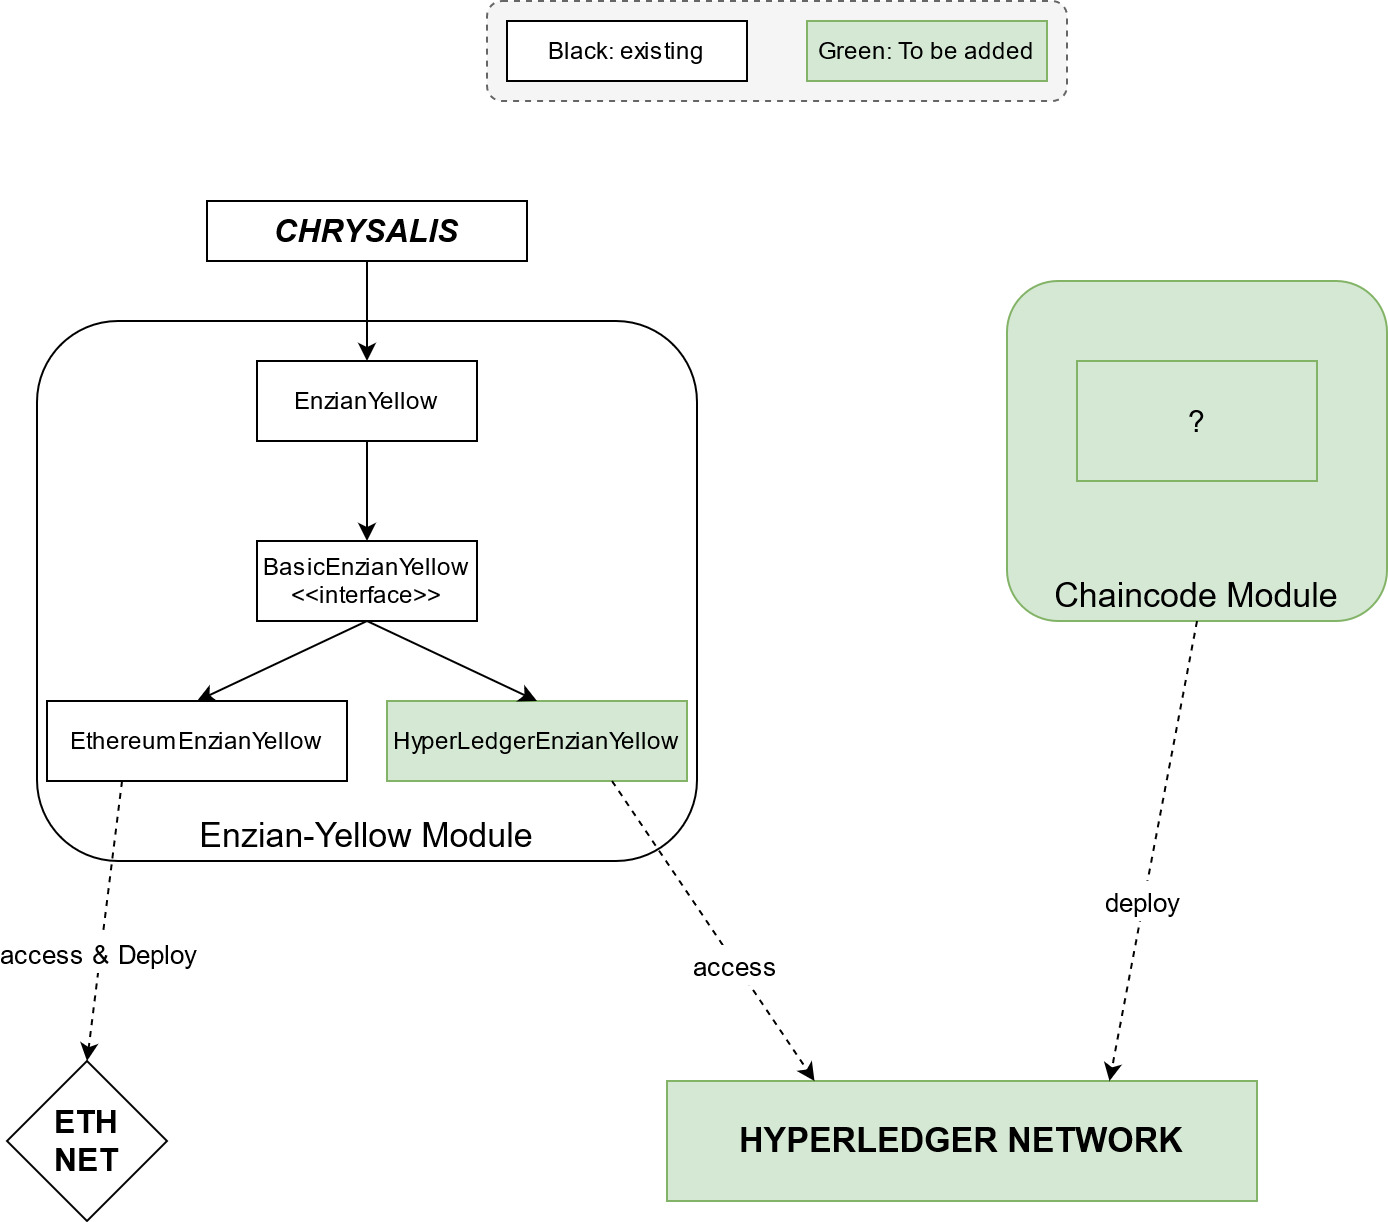 Black: existing
Green: To be added
CHRYSALIS
EnzianYellow
?
BasicEnzianYellow
<<interface>>
Chaincode Module
EthereumEnzianYellow
HyperLedgerEnzianYellow
Enzian-Yellow Module
deploy
access & Deploy
access
ETH
NET
HYPERLEDGER NETWORK